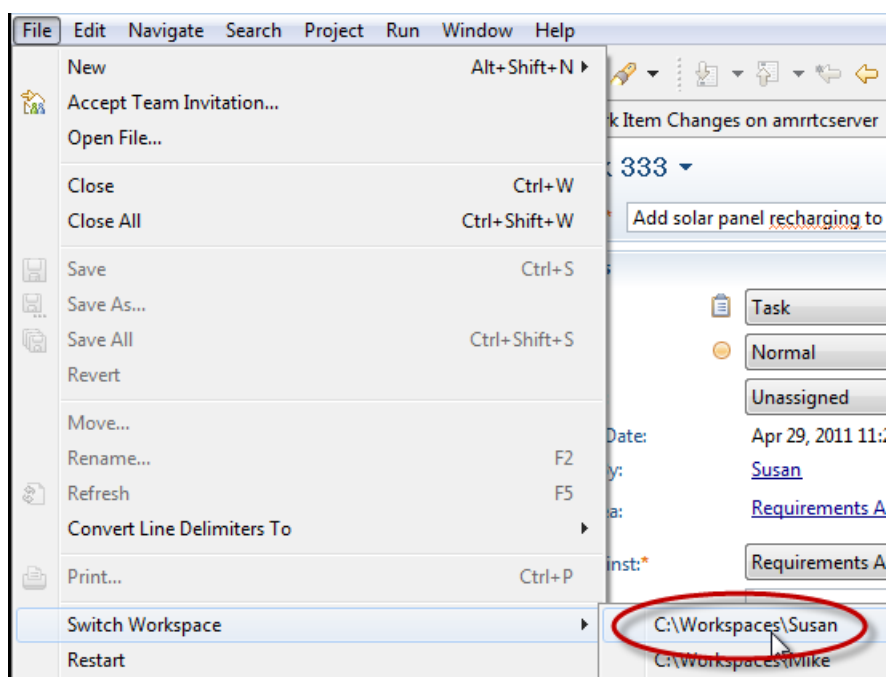 File Edit Navigate Search Project Run Window Help
New Alt+Shift+N
Accept Team Invitation...
Open File...
Close Ctrl+W
Close All Ctrl+Shift+W
Save Ctrl+S
Save As...
Save All Ctrl+Shift+S
Revert
Move...
Rename... F2
Refresh F5
Convert Line Delimiters To
Print... Ctrl+P
Switch Workspace
Restart
Item Changes on amrrtcserver
333
Add solar panel recharging to
Task
Normal
Unassigned
Date: Apr 29, 2011 11:
Susan
Requirements A
Requirements A
C:\Workspaces\Susan
C:\Workspaces\Mike